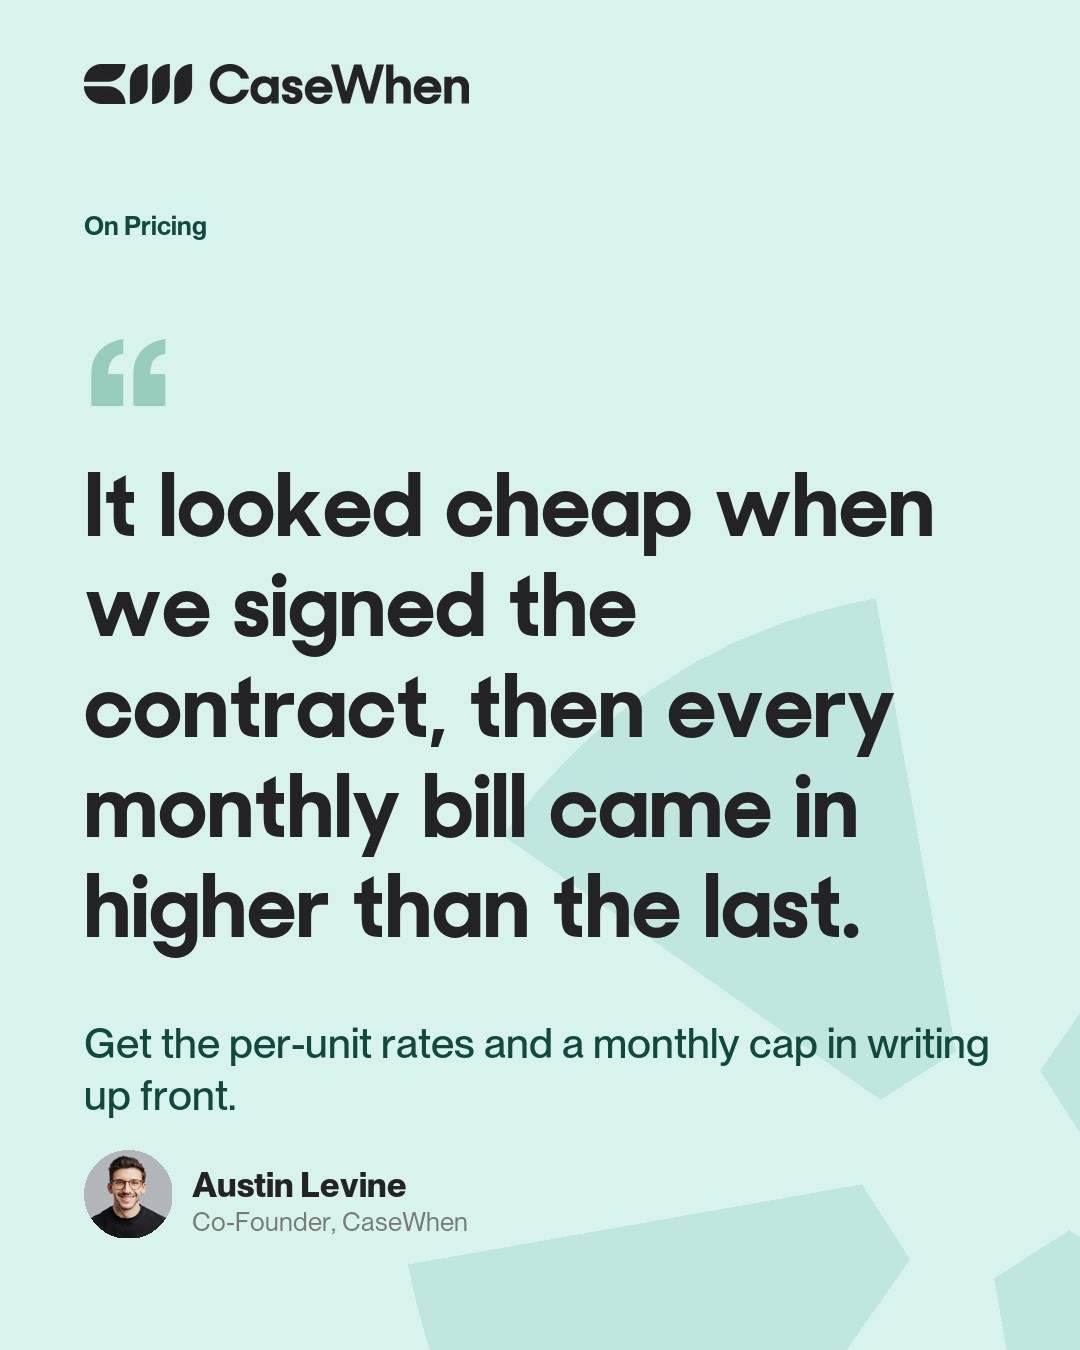 CaseWhen
On Pricing
“
It looked cheap when
we signed the
contract, then every
monthly bill came in
higher than the last.
Get the per-unit rates and a monthly cap in writing
up front.
Austin Levine
Co-Founder, CaseWhen